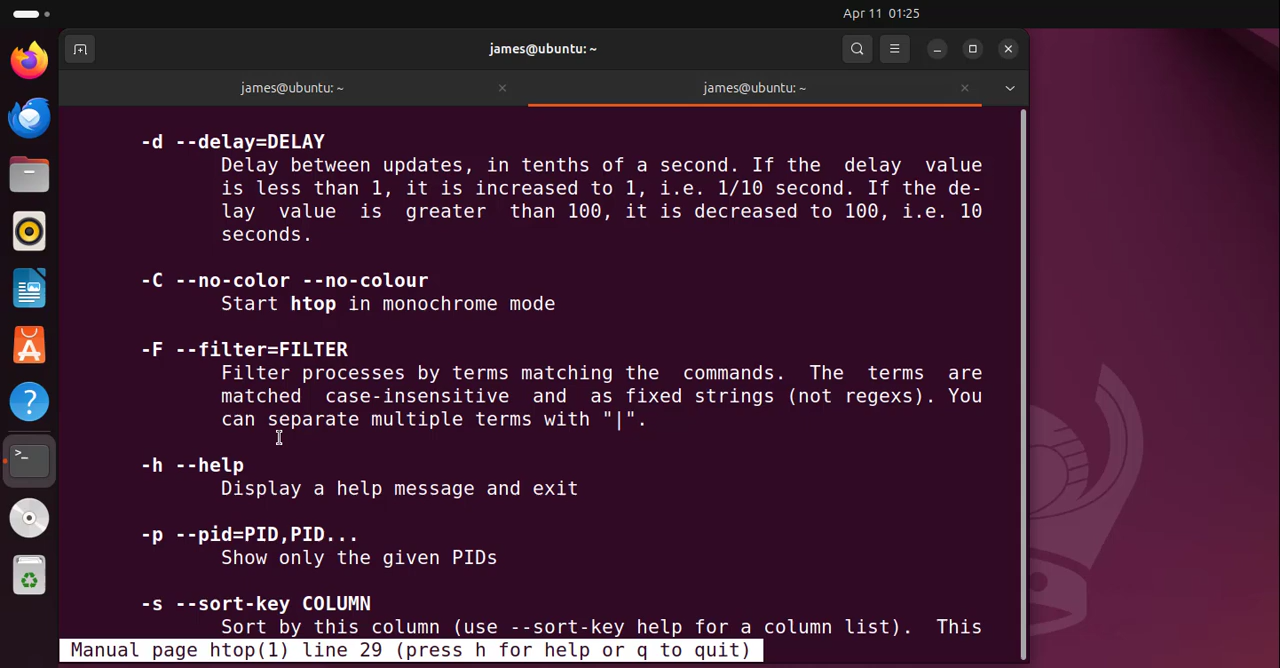 Apr 11 01:25
james@ubuntu: ~
james@ubuntu: ~
james@ubuntu: ~
-d --delay=DELAY
Delay between updates, in tenths of a second. If the delay value
is less than 1, it is increased to 1, i.e. 1/10 second. If the de-
lay value is greater than 100, it is decreased to 100, i.e. 10
seconds.
-C --no-color --no-colour
Start htop in monochrome mode
-F --filter=FILTER
Filter processes by terms matching the commands. The terms are
matched case-insensitive and as fixed strings (not regexs). You
can separate multiple terms with "|".
-h --help
Display a help message and exit
-p --pid=PID,PID...
Show only the given PIDs
-s --sort-key COLUMN
Sort by this column (use --sort-key help for a column list). This
Manual page htop(1) line 29 (press h for help or q to quit)